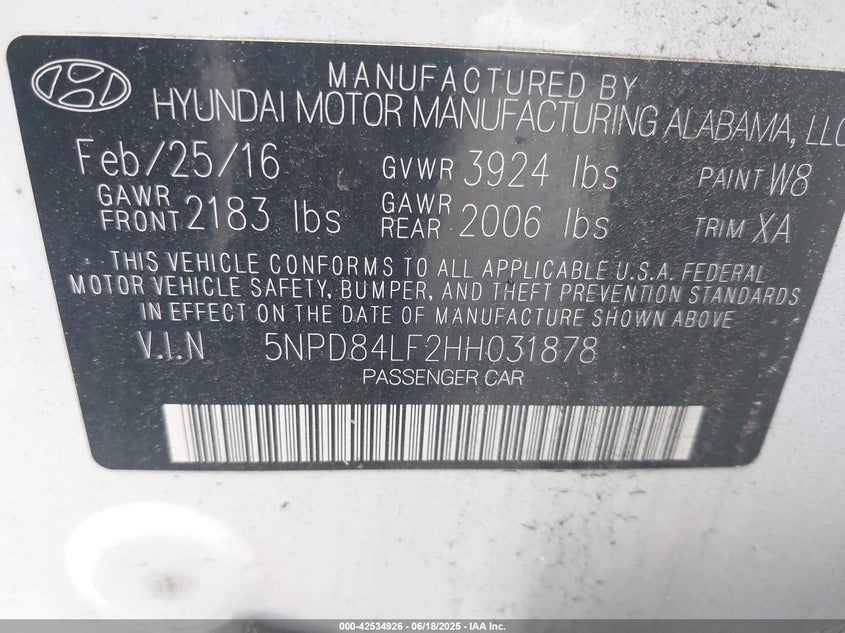 MANUFACTURED BY
HYUNDAI MOTOR MANUFACTURING ALABAMA, LLC
Feb/25/16 GVWR 3924 lbs PAINT W8
GAWR FRONT 2183 lbs GAWR REAR 2006 lbs TRIM XA
THIS VEHICLE CONFORMS TO ALL APPLICABLE U.S.A. FEDERAL
MOTOR VEHICLE SAFETY, BUMPER, AND THEFT PREVENTION STANDARDS
IN EFFECT ON THE DATE OF MANUFACTURE SHOWN ABOVE.
V.I.N 5NPD84LF2HH031878
PASSENGER CAR
000-42534926 - 06/18/2025 - IAA Inc.